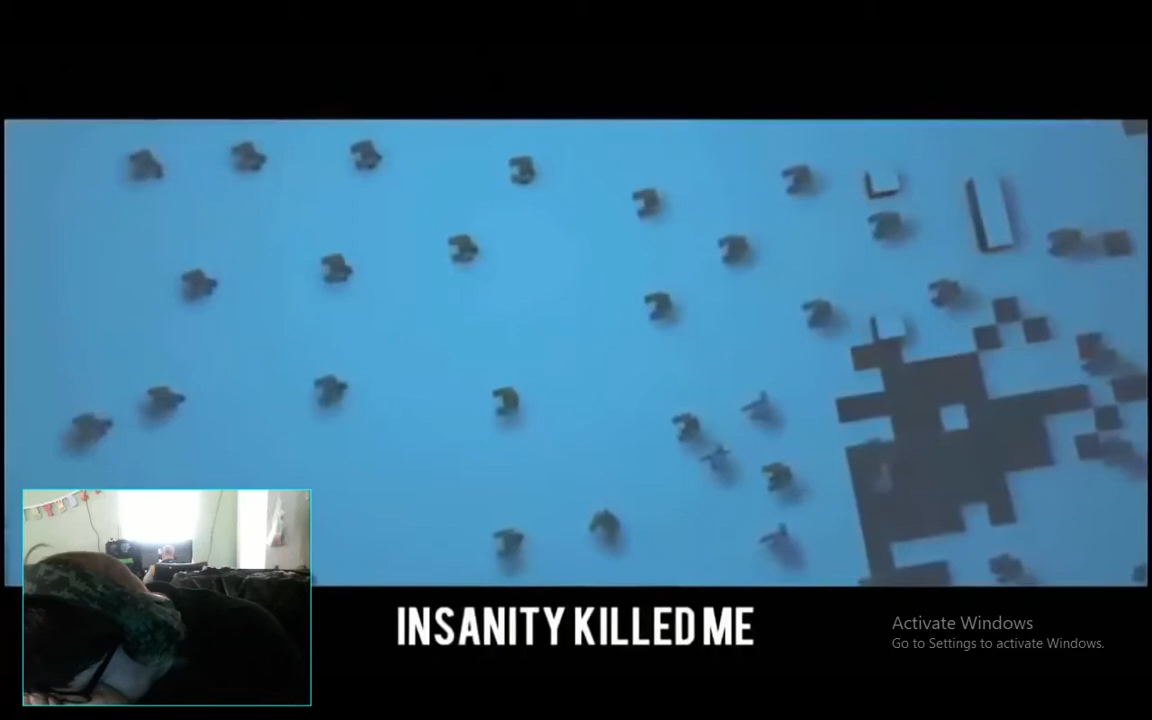 INSANITY KILLED ME
Activate Windows
Go to Settings to activate Windows.